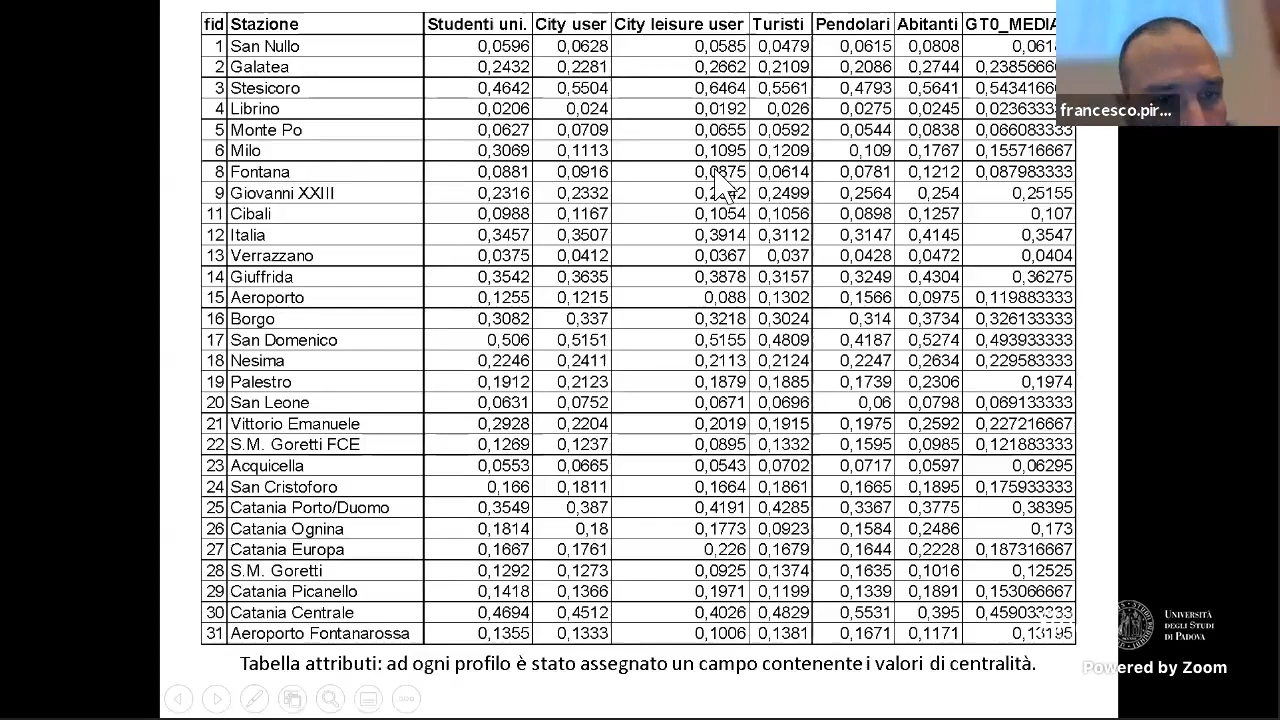 fid Stazione Studenti uni. City user City leisure user Turisti Pendolari Abitanti GT0_MEDIA
1 San Nullo 0,0596 0,0628 0,0585 0,0479 0,0615 0,0808 0,061
2 Galatea 0,2432 0,2281 0,2662 0,2109 0,2086 0,2744 0,23856666
3 Stesicoro 0,4642 0,5504 0,6464 0,5561 0,4793 0,5641 0,54341666
4 Librino 0,0206 0,024 0,0192 0,026 0,0275 0,0245 0,02363333
francesco.pir...
5 Monte Po 0,0627 0,0709 0,0655 0,0592 0,0544 0,0838 0,066083333
6 Milo 0,3069 0,1113 0,1095 0,1209 0,109 0,1767 0,155716667
8 Fontana 0,0881 0,0916 0,0875 0,0614 0,0781 0,1212 0,087983333
9 Giovanni XXIII 0,2316 0,2332 0,2499 0,2564 0,254 0,25155
11 Cibali 0,0988 0,1167 0,1054 0,1056 0,0898 0,1257 0,107
12 Italia 0,3457 0,3507 0,3914 0,3112 0,3147 0,4145 0,3547
13 Verrazzano 0,0375 0,0412 0,0367 0,037 0,0428 0,0472 0,0404
14 Giuffrida 0,3542 0,3635 0,3878 0,3157 0,3249 0,4304 0,36275
15 Aeroporto 0,1255 0,1215 0,088 0,1302 0,1566 0,0975 0,119883333
16 Borgo 0,3082 0,337 0,3218 0,3024 0,314 0,3734 0,326133333
17 San Domenico 0,506 0,5151 0,5155 0,4809 0,4187 0,5274 0,493933333
18 Nesima 0,2246 0,2411 0,2113 0,2124 0,2247 0,2634 0,229583333
19 Palestro 0,1912 0,2123 0,1879 0,1885 0,1739 0,2306 0,1974
20 San Leone 0,0631 0,0752 0,0671 0,0696 0,06 0,0798 0,069133333
21 Vittorio Emanuele 0,2928 0,2204 0,2019 0,1915 0,1975 0,2592 0,227216667
22 S.M. Goretti FCE 0,1269 0,1237 0,0895 0,1332 0,1595 0,0985 0,121883333
23 Acquicella 0,0553 0,0665 0,0543 0,0702 0,0717 0,0597 0,06295
24 San Cristoforo 0,166 0,1811 0,1664 0,1861 0,1665 0,1895 0,175933333
25 Catania Porto/Duomo 0,3549 0,387 0,4191 0,4285 0,3367 0,3775 0,38395
26 Catania Ognina 0,1814 0,18 0,1773 0,0923 0,1584 0,2486 0,173
27 Catania Europa 0,1667 0,1761 0,226 0,1679 0,1644 0,2228 0,187316667
28 S.M. Goretti 0,1292 0,1273 0,0925 0,1374 0,1635 0,1016 0,12525
29 Catania Picanello 0,1418 0,1366 0,1971 0,1199 0,1339 0,1891 0,153066667
30 Catania Centrale 0,4694 0,4512 0,4026 0,4829 0,5531 0,395 0,459033333
31 Aeroporto Fontanarossa 0,1355 0,1333 0,1006 0,1381 0,1671 0,1171 0,13195
Tabella attributi: ad ogni profilo è stato assegnato un campo contenente i valori di centralità.
UNIVERSITÀ
DEGLI STUDI
DI PADOVA
Powered by Zoom